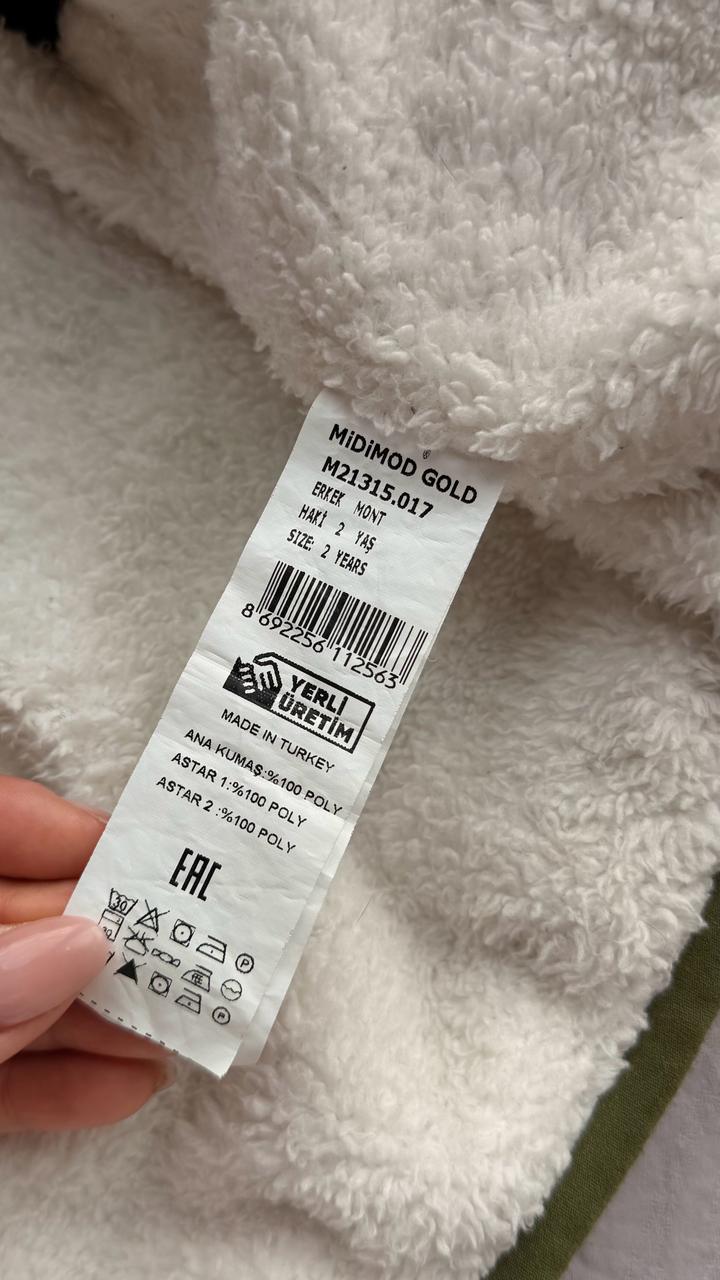 MiDiMOD GOLD
®
M21315.017
ERKEK MONT
HAKİ 2 YAŞ
SIZE: 2 YEARS
8 692256 112563
YERLİ
ÜRETİM
MADE IN TURKEY
ANA KUMAŞ:%100 POLY
ASTAR 1:%100 POLY
ASTAR 2 :%100 POLY
EAC
30
P
P